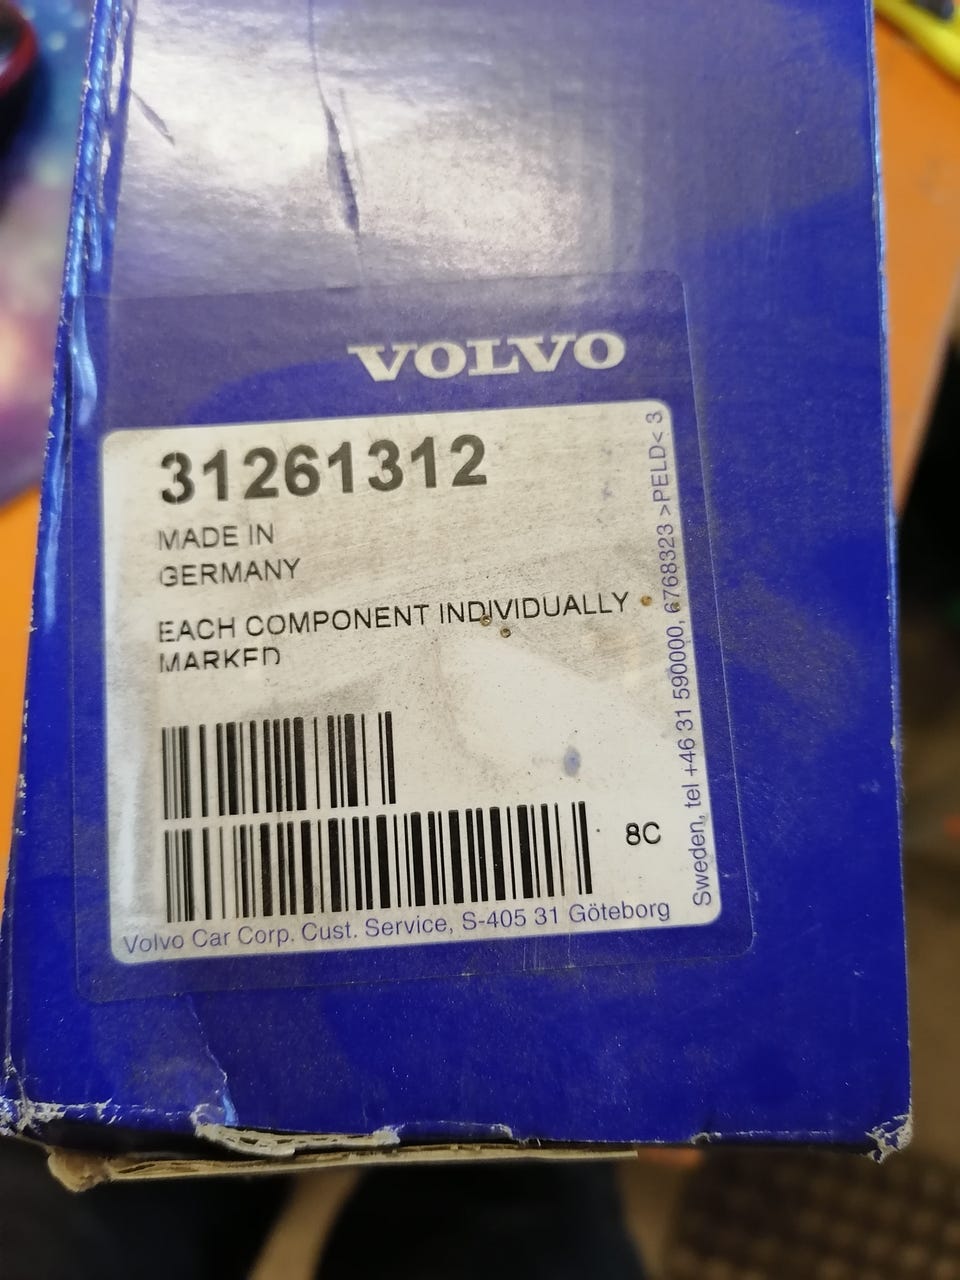 VOLVO
31261312
MADE IN
GERMANY
EACH COMPONENT INDIVIDUALLY
MARKED
8C
Volvo Car Corp. Cust. Service, S-405 31 Göteborg
Sweden, tel +46 31 590000, 6768323 >PELD< 3